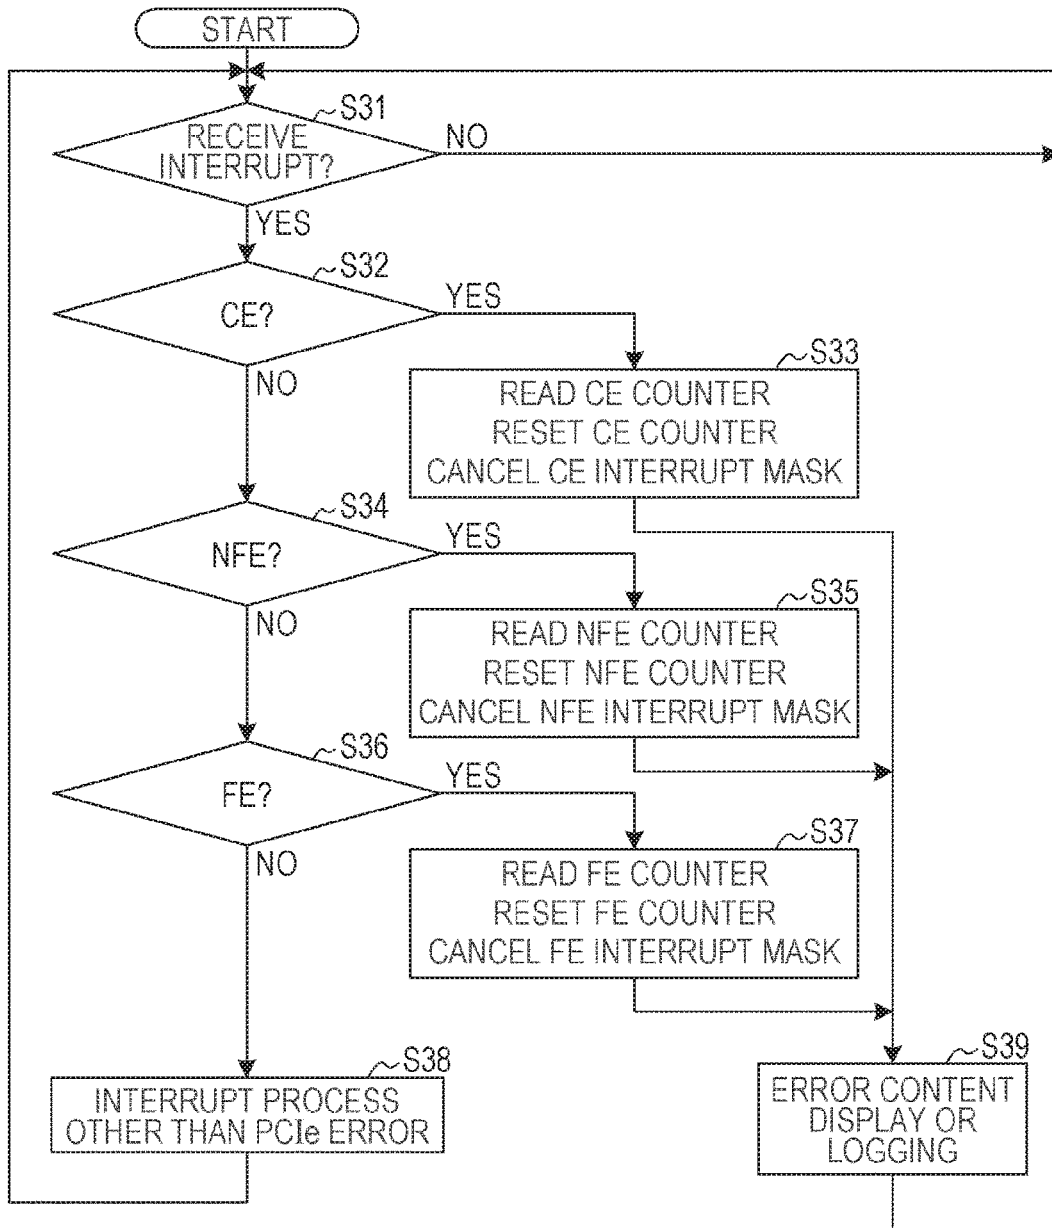 START
S31
RECEIVE
INTERRUPT?
NO
YES
S32
CE?
YES
NO
S33
READ CE COUNTER
RESET CE COUNTER
CANCEL CE INTERRUPT MASK
S34
NFE?
YES
NO
S35
READ NFE COUNTER
RESET NFE COUNTER
CANCEL NFE INTERRUPT MASK
S36
FE?
YES
NO
S37
READ FE COUNTER
RESET FE COUNTER
CANCEL FE INTERRUPT MASK
S38
INTERRUPT PROCESS
OTHER THAN PCIe ERROR
S39
ERROR CONTENT
DISPLAY OR
LOGGING